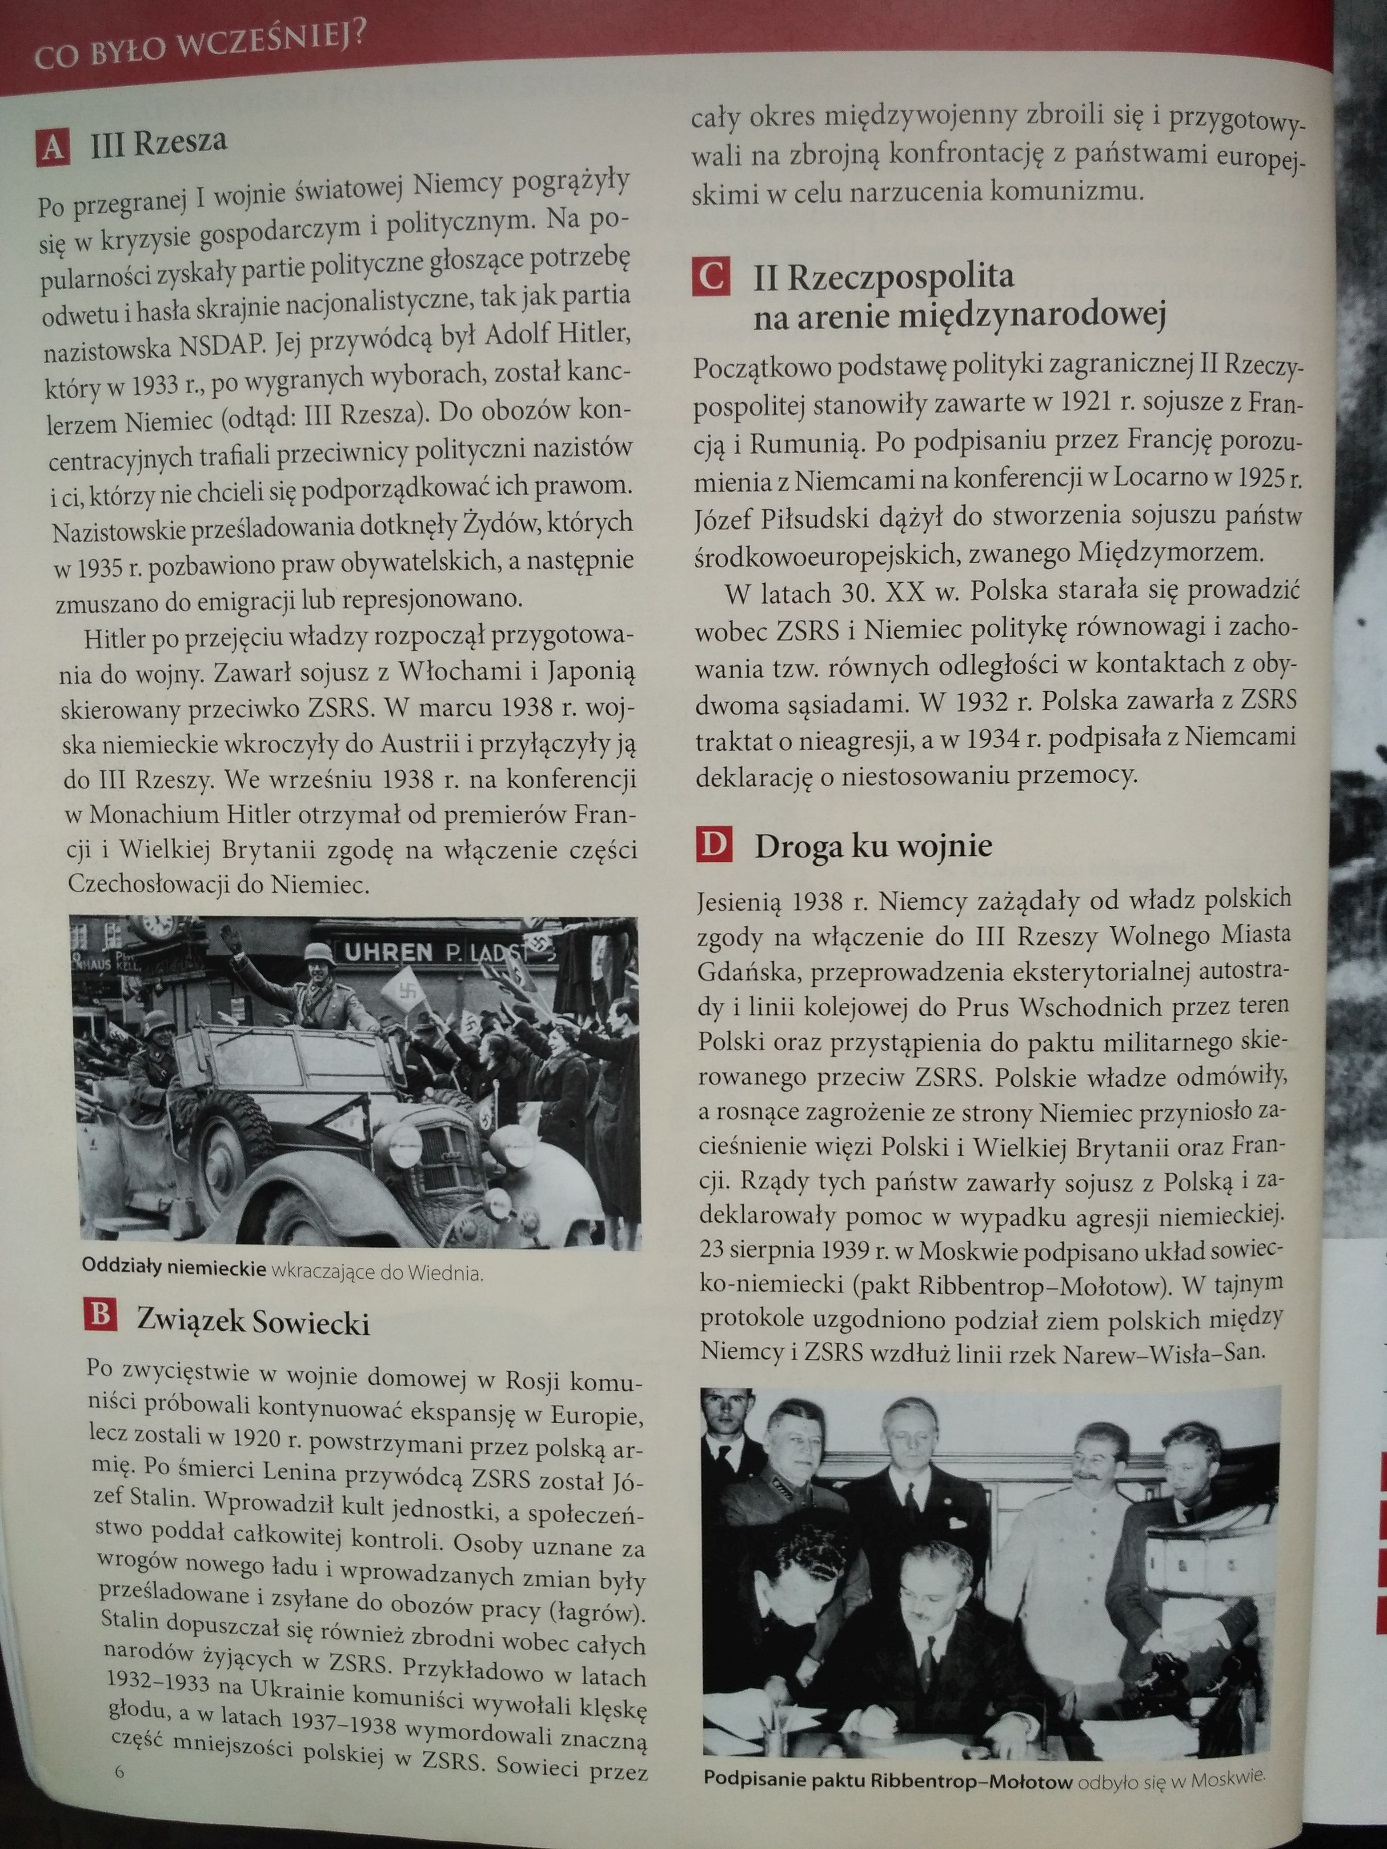 CO BYŁO WCZEŚNIEJ?
A III Rzesza
Po przegranej I wojnie światowej Niemcy pogrążyły
się w kryzysie gospodarczym i politycznym. Na po-
pularności zyskały partie polityczne głoszące potrzebę
odwetu i hasła skrajnie nacjonalistyczne, tak jak partia
nazistowska NSDAP. Jej przywódcą był Adolf Hitler,
który w 1933 r., po wygranych wyborach, został kanc-
lerzem Niemiec (odtąd: III Rzesza). Do obozów kon-
centracyjnych trafiali przeciwnicy polityczni nazistów
i ci, którzy nie chcieli się podporządkować ich prawom.
Nazistowskie prześladowania dotknęły Żydów, których
w 1935 r. pozbawiono praw obywatelskich, a następnie
zmuszano do emigracji lub represjonowano.
Hitler po przejęciu władzy rozpoczął przygotowa-
nia do wojny. Zawarł sojusz z Włochami i Japonią
skierowany przeciwko ZSRS. W marcu 1938 r. woj-
ska niemieckie wkroczyły do Austrii i przyłączyły ją
do III Rzeszy. We wrześniu 1938 r. na konferencji
w Monachium Hitler otrzymał od premierów Fran-
cji i Wielkiej Brytanii zgodę na włączenie części
Czechosłowacji do Niemiec.
UHREN P. LADST
Oddziały niemieckie wkraczające do Wiednia.
B Związek Sowiecki
Po zwycięstwie w wojnie domowej w Rosji komu-
niści próbowali kontynuować ekspansję w Europie,
lecz zostali w 1920 r. powstrzymani przez polską ar-
mię. Po śmierci Lenina przywódcą ZSRS został Jó-
zef Stalin. Wprowadził kult jednostki, a społeczeń-
stwo poddał całkowitej kontroli. Osoby uznane za
wrogów nowego ładu i wprowadzanych zmian były
prześladowane i zsyłane do obozów pracy (łagrów).
Stalin dopuszczał się również zbrodni wobec całych
narodów żyjących w ZSRS. Przykładowo w latach
1932–1933 na Ukrainie komuniści wywołali klęskę
głodu, a w latach 1937–1938 wymordowali znaczną
część mniejszości polskiej w ZSRS. Sowieci przez
6
cały okres międzywojenny zbroili się i przygotowy-
wali na zbrojną konfrontację z państwami europej-
skimi w celu narzucenia komunizmu.
C II Rzeczpospolita
na arenie międzynarodowej
Początkowo podstawę polityki zagranicznej II Rzeczy-
pospolitej stanowiły zawarte w 1921 r. sojusze z Fran-
cją i Rumunią. Po podpisaniu przez Francję porozu-
mienia z Niemcami na konferencji w Locarno w 1925 r.
Józef Piłsudski dążył do stworzenia sojuszu państw
środkowoeuropejskich, zwanego Międzymorzem.
W latach 30. XX w. Polska starała się prowadzić
wobec ZSRS i Niemiec politykę równowagi i zacho-
wania tzw. równych odległości w kontaktach z oby-
dwoma sąsiadami. W 1932 r. Polska zawarła z ZSRS
traktat o nieagresji, a w 1934 r. podpisała z Niemcami
deklarację o niestosowaniu przemocy.
D Droga ku wojnie
Jesienią 1938 r. Niemcy zażądały od władz polskich
zgody na włączenie do III Rzeszy Wolnego Miasta
Gdańska, przeprowadzenia eksterytorialnej autostra-
dy i linii kolejowej do Prus Wschodnich przez teren
Polski oraz przystąpienia do paktu militarnego skie-
rowanego przeciw ZSRS. Polskie władze odmówiły,
a rosnące zagrożenie ze strony Niemiec przyniosło za-
cieśnienie więzi Polski i Wielkiej Brytanii oraz Fran-
cji. Rządy tych państw zawarły sojusz z Polską i za-
deklarowały pomoc w wypadku agresji niemieckiej.
23 sierpnia 1939 r. w Moskwie podpisano układ sowiec-
ko-niemiecki (pakt Ribbentrop–Mołotow). W tajnym
protokole uzgodniono podział ziem polskich między
Niemcy i ZSRS wzdłuż linii rzek Narew–Wisła–San.
Podpisanie paktu Ribbentrop–Mołotow odbyło się w Moskwie.